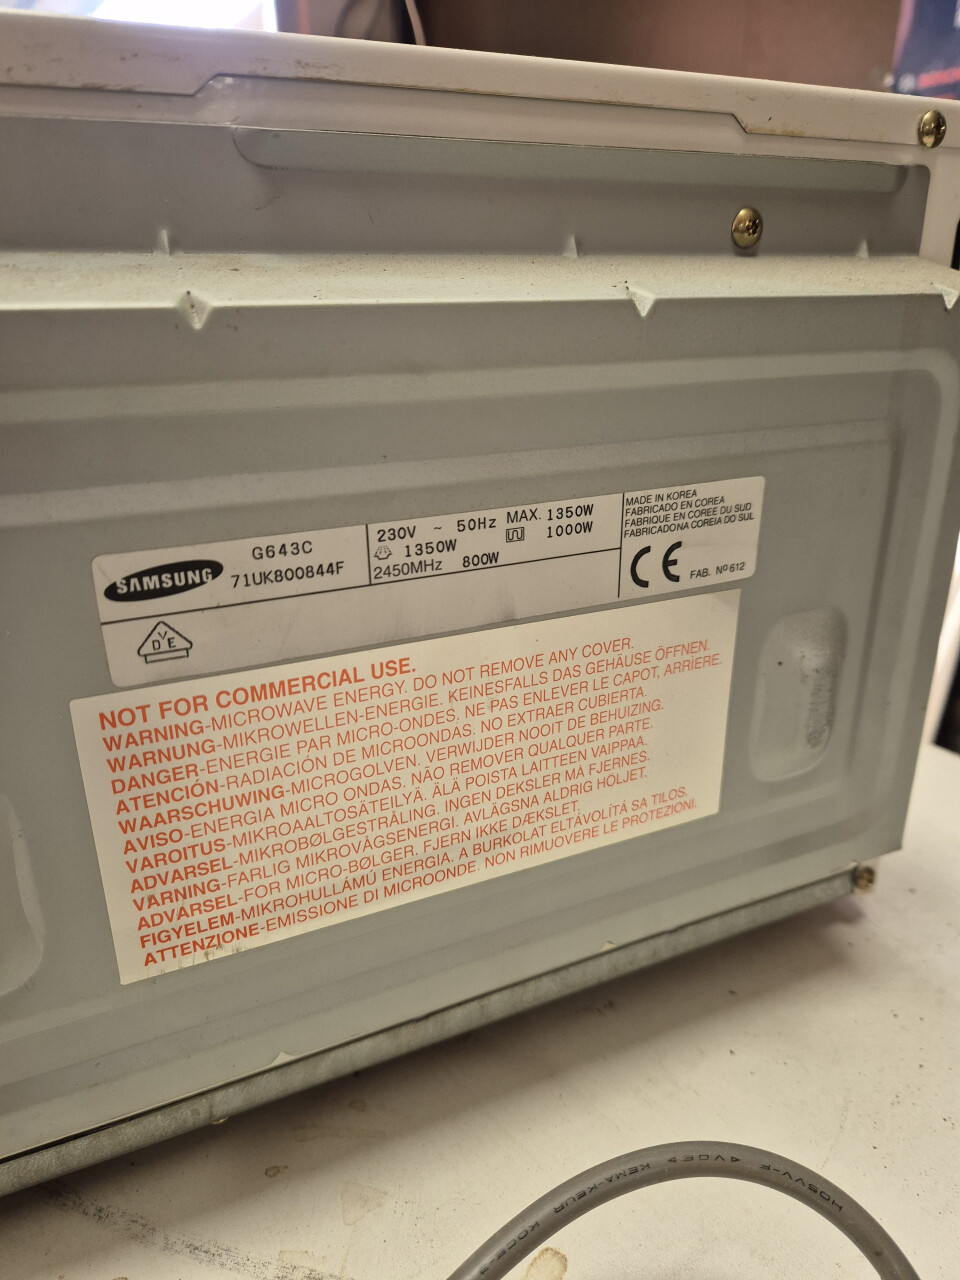 SAMSUNG
G643C
71UK800844F
230V ~ 50Hz MAX. 1350W
1350W 1000W
2450MHz 800W
MADE IN KOREA
FABRICADO EN COREA
FABRIQUE EN COREE DU SUD
FABRICADONA COREIA DO SUL
CE FAB. Nº612
DVE
NOT FOR COMMERCIAL USE.
WARNING-MICROWAVE ENERGY. DO NOT REMOVE ANY COVER.
WARNUNG-MIKROWELLEN-ENERGIE. KEINESFALLS DAS GEHÄUSE ÖFFNEN.
DANGER-ENERGIE PAR MICRO-ONDES. NE PAS ENLEVER LE CAPOT, ARRIERE.
ATENCIÓN-RADIACIÓN DE MICROONDAS. NO EXTRAER CUBIERTA.
WAARSCHUWING-MICROGOLVEN. VERWIJDER NOOIT DE BEHUIZING.
AVISO-ENERGIA MICRO ONDAS. NÃO REMOVER QUALQUER PARTE.
VAROITUS-MIKROAALTOSÄTEILYÄ, ÄLÄ POISTA LAITTEEN VAIPPAA.
ADVARSEL-MIKROBØLGESTRÅLING, INGEN DEKSLER MÅ FJERNES.
VARNING-FARLIG MIKROVÅGSENERGI. AVLÄGSNA ALDRIG HÖLJET.
ADVARSEL-FOR MICRO-BØLGER. FJERN IKKE DÆKSLET.
FIGYELEM-MIKROHULLÁMÚ ENERGIA, A BURKOLAT ELTÁVOLÍTÁ SA TILOS.
ATTENZIONE-EMISSIONE DI MICROONDE. NON RIMUOVERE LE PROTEZIONI.
KEMA-KEUR VDE H05VV-F